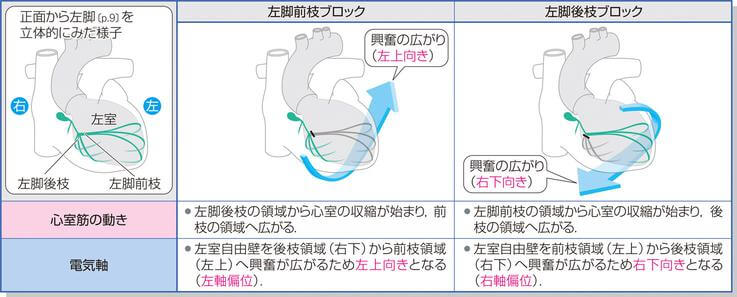 正面から左脚(p.9)を
立体的にみた様子
右
左
左室
左脚後枝
左脚前枝
左脚前枝ブロック
左脚後枝ブロック
興奮の広がり
(左上向き)
興奮の広がり
(右下向き)
心室筋の動き
●左脚後枝の領域から心室の収縮が始まり,前
枝の領域へ広がる.
●左脚前枝の領域から心室の収縮が始まり,後
枝の領域へ広がる.
電気軸
●左室自由壁を後枝領域(右下)から前枝領域
(左上)へ興奮が広がるため左上向きとなる
(左軸偏位).
●左室自由壁を前枝領域(左上)から後枝領域
(右下)へ興奮が広がるため右下向きとなる
(右軸偏位).